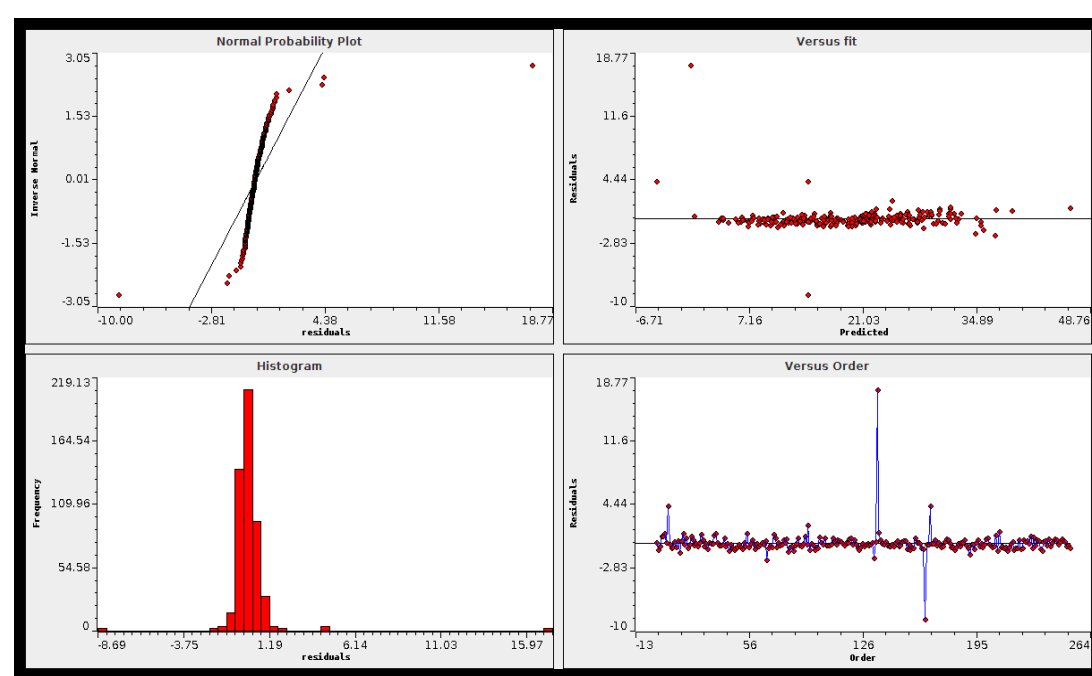 Normal Probability Plot
3.05
1.53
0.01
-1.53
-3.05
Inverse Normal
-10.00 -2.81 4.38 11.58 18.77
residuals
Versus fit
18.77
11.6
4.44
-2.83
-10
Residuals
-6.71 7.16 21.03 34.89 48.76
Predicted
Histogram
219.13
164.54
109.96
54.58
0
Frequency
-8.69 -3.75 1.19 6.14 11.03 15.97
residuals
Versus Order
18.77
11.6
4.44
-2.83
-10
Residuals
-13 56 126 195 264
Order